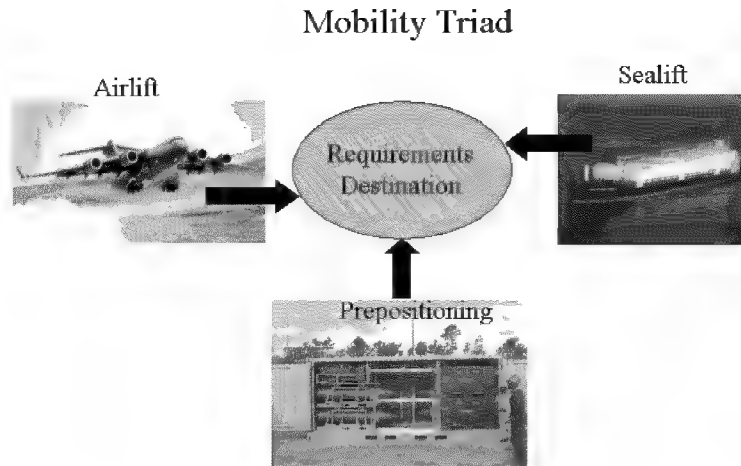 Mobility Triad
Airlift
Sealift
Requirements
Destination
Prepositioning